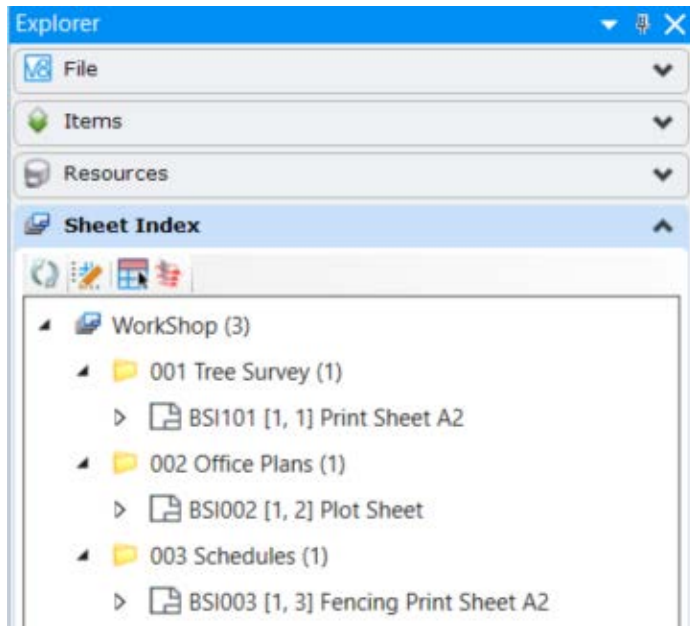 Explorer
V8 File
Items
Resources
Sheet Index
WorkShop (3)
001 Tree Survey (1)
BSI101 [1, 1] Print Sheet A2
002 Office Plans (1)
BSI002 [1, 2] Plot Sheet
003 Schedules (1)
BSI003 [1, 3] Fencing Print Sheet A2